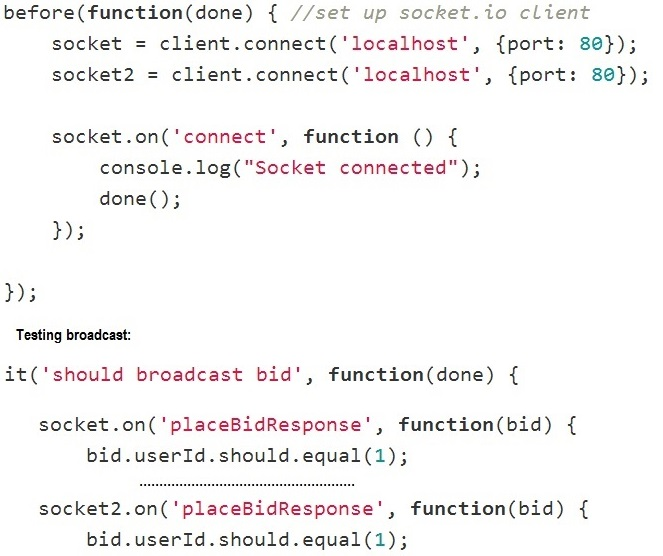 before(function(done) { //set up socket.io client
    socket = client.connect('localhost', {port: 80});
    socket2 = client.connect('localhost', {port: 80});
    socket.on('connect', function () {
        console.log("Socket connected");
        done();
    });
});
Testing broadcast:
it('should broadcast bid', function(done) {
   socket.on('placeBidResponse', function(bid) {
       bid.userId.should.equal(1);
............................................................
   socket2.on('placeBidResponse', function(bid) {
       bid.userId.should.equal(1);